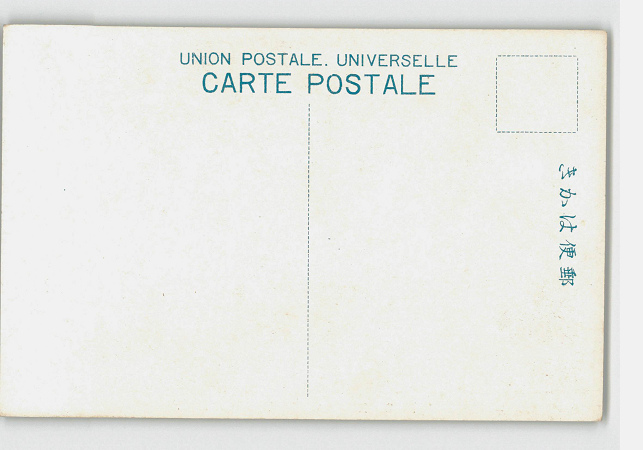 UNION POSTALE. UNIVERSELLE
CARTE POSTALE
郵便はかき